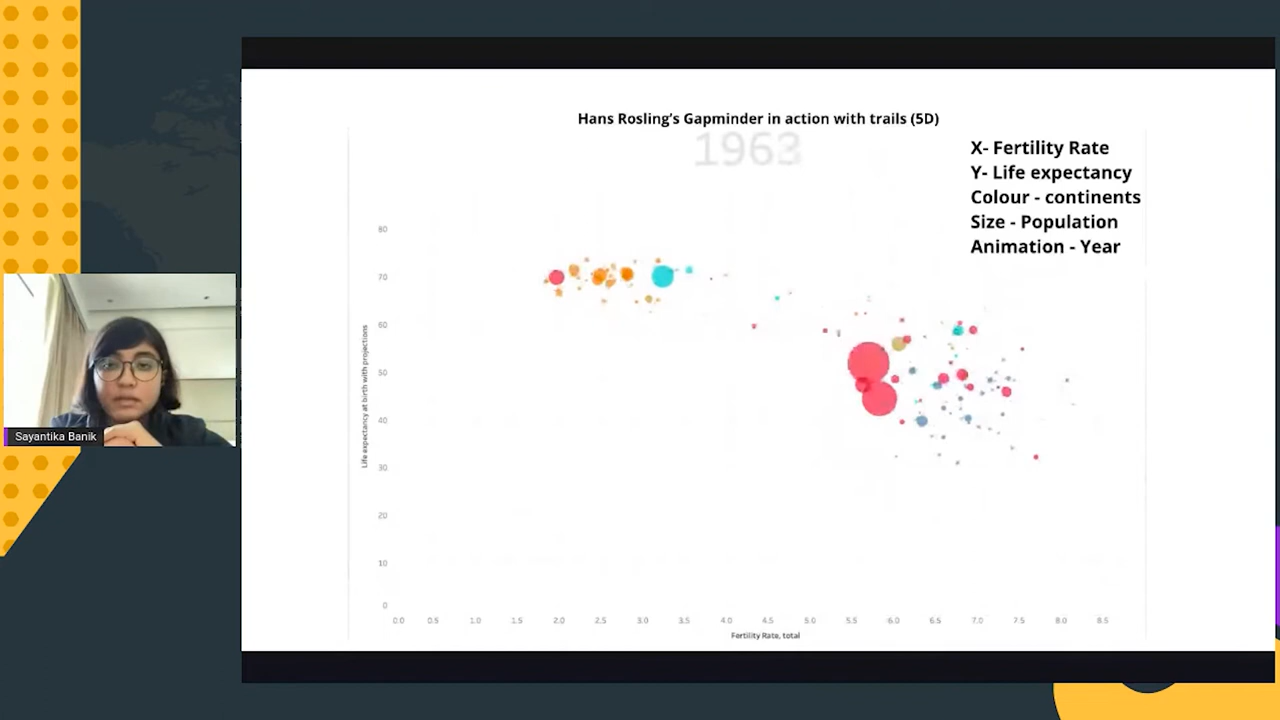 Hans Rosling's Gapminder in action with trails (5D)
1963
X- Fertility Rate
Y- Life expectancy
Colour - continents
Size - Population
Animation - Year
80
70
60
50
40
30
20
10
0
Life expectancy at birth with projections
0.0 0.5 1.0 1.5 2.0 2.5 3.0 3.5 4.0 4.5 5.0 5.5 6.0 6.5 7.0 7.5 8.0 8.5
Fertility Rate, total
Sayantika Banik